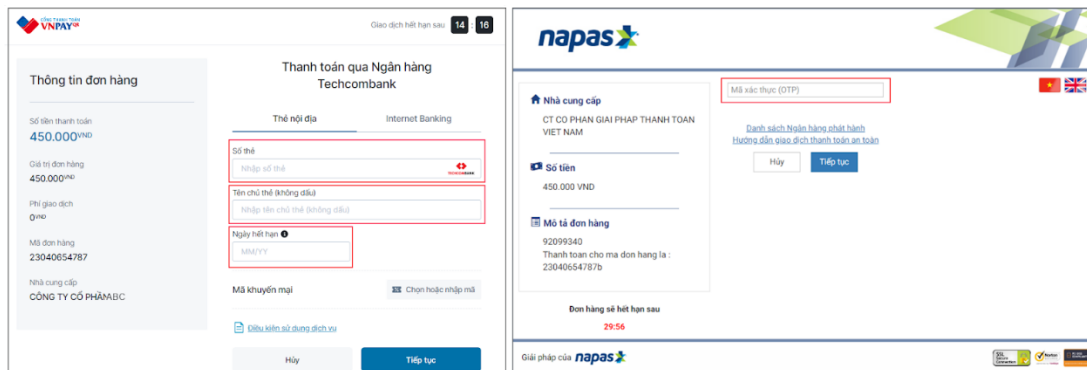 CỔNG THANH TOÁN
VNPAYQR
Giao dịch hết hạn sau 14 : 16
Thông tin đơn hàng
Số tiền thanh toán
450.000VND
Giá trị đơn hàng
450.000VND
Phí giao dịch
0VND
Mã đơn hàng
23040654787
Nhà cung cấp
CÔNG TY CỔ PHẦN ABC
Thanh toán qua Ngân hàng
Techcombank
Thẻ nội địa
Internet Banking
Số thẻ
Nhập số thẻ
TECHCOMBANK
Tên chủ thẻ (không dấu)
Nhập tên chủ thẻ (không dấu)
Ngày hết hạn
MM/YY
Mã khuyến mại
Chọn hoặc nhập mã
Điều kiện sử dụng dịch vụ
Hủy
Tiếp tục
napas
Nhà cung cấp
CT CO PHAN GIAI PHAP THANH TOAN
VIET NAM
Số tiền
450.000 VND
Mô tả đơn hàng
92099340
Thanh toan cho ma don hang la :
23040654787b
Đơn hàng sẽ hết hạn sau
29:56
Mã xác thực (OTP)
Danh sách Ngân hàng phát hành
Hướng dẫn giao dịch thanh toán an toàn
Hủy
Tiếp tục
Giải pháp của napas
SSL
Norton